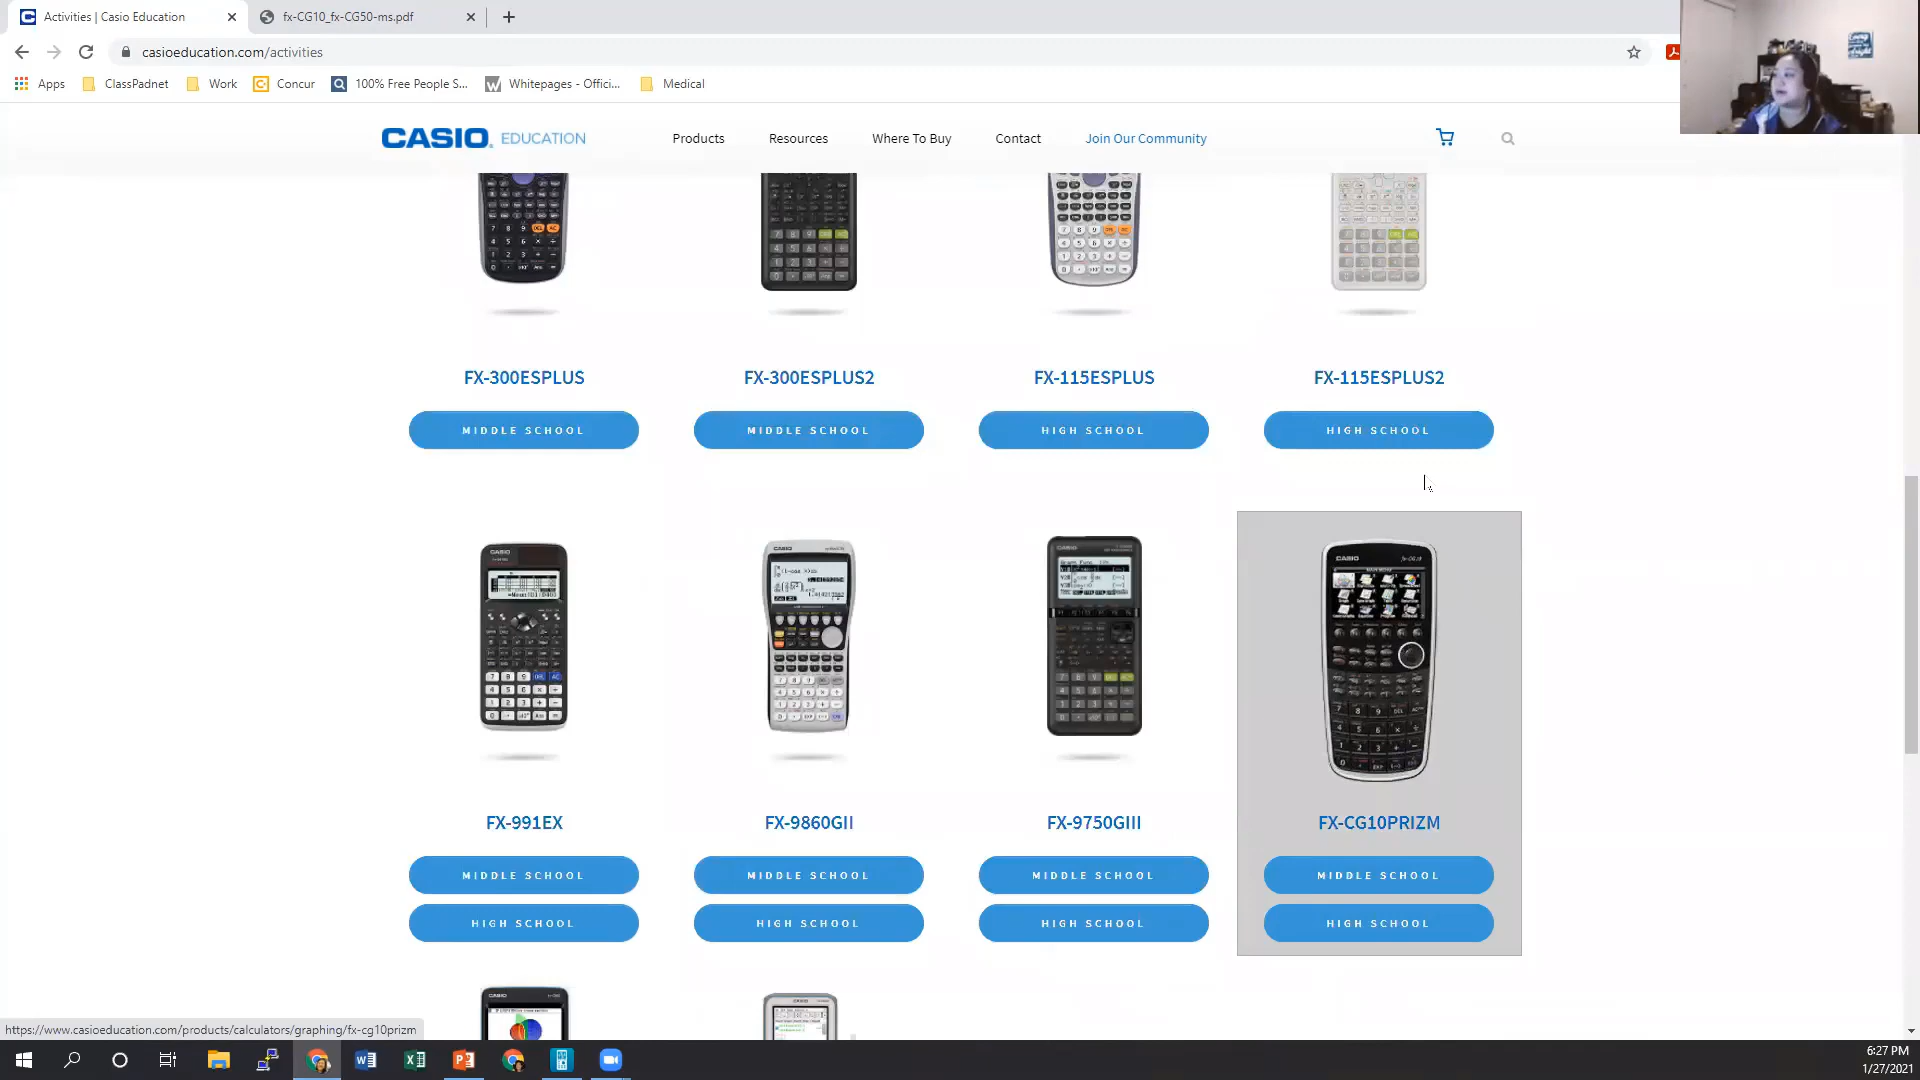 Activities | Casio Education
fx-CG10_fx-CG50-ms.pdf
casioeducation.com/activities
Apps
ClassPadnet
Work
Concur
100% Free People S...
Whitepages - Offici...
Medical
CASIO EDUCATION
Products
Resources
Where To Buy
Contact
Join Our Community
FX-300ESPLUS
FX-300ESPLUS2
FX-115ESPLUS
FX-115ESPLUS2
MIDDLE SCHOOL
MIDDLE SCHOOL
HIGH SCHOOL
HIGH SCHOOL
FX-991EX
FX-9860GII
FX-9750GIII
FX-CG10PRIZM
MIDDLE SCHOOL
MIDDLE SCHOOL
MIDDLE SCHOOL
MIDDLE SCHOOL
HIGH SCHOOL
HIGH SCHOOL
HIGH SCHOOL
HIGH SCHOOL
https://www.casioeducation.com/products/calculators/graphing/fx-cg10prizm
6:27 PM
1/27/2021